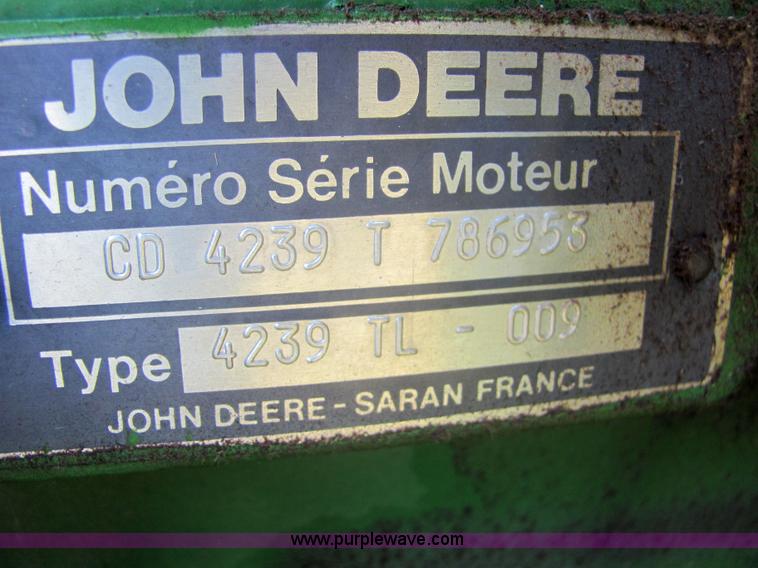 JOHN DEERE
Numéro Série Moteur
CD 4239 T 786953
Type 4239 TL - 009
JOHN DEERE - SARAN FRANCE
www.purplewave.com